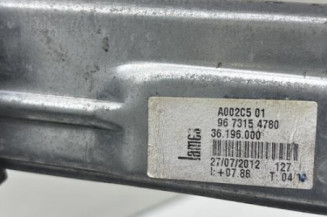 A002C5 01
96 7315 4780
36.196.000
Lames
27/07/2012 127
I:+07.88 T:04